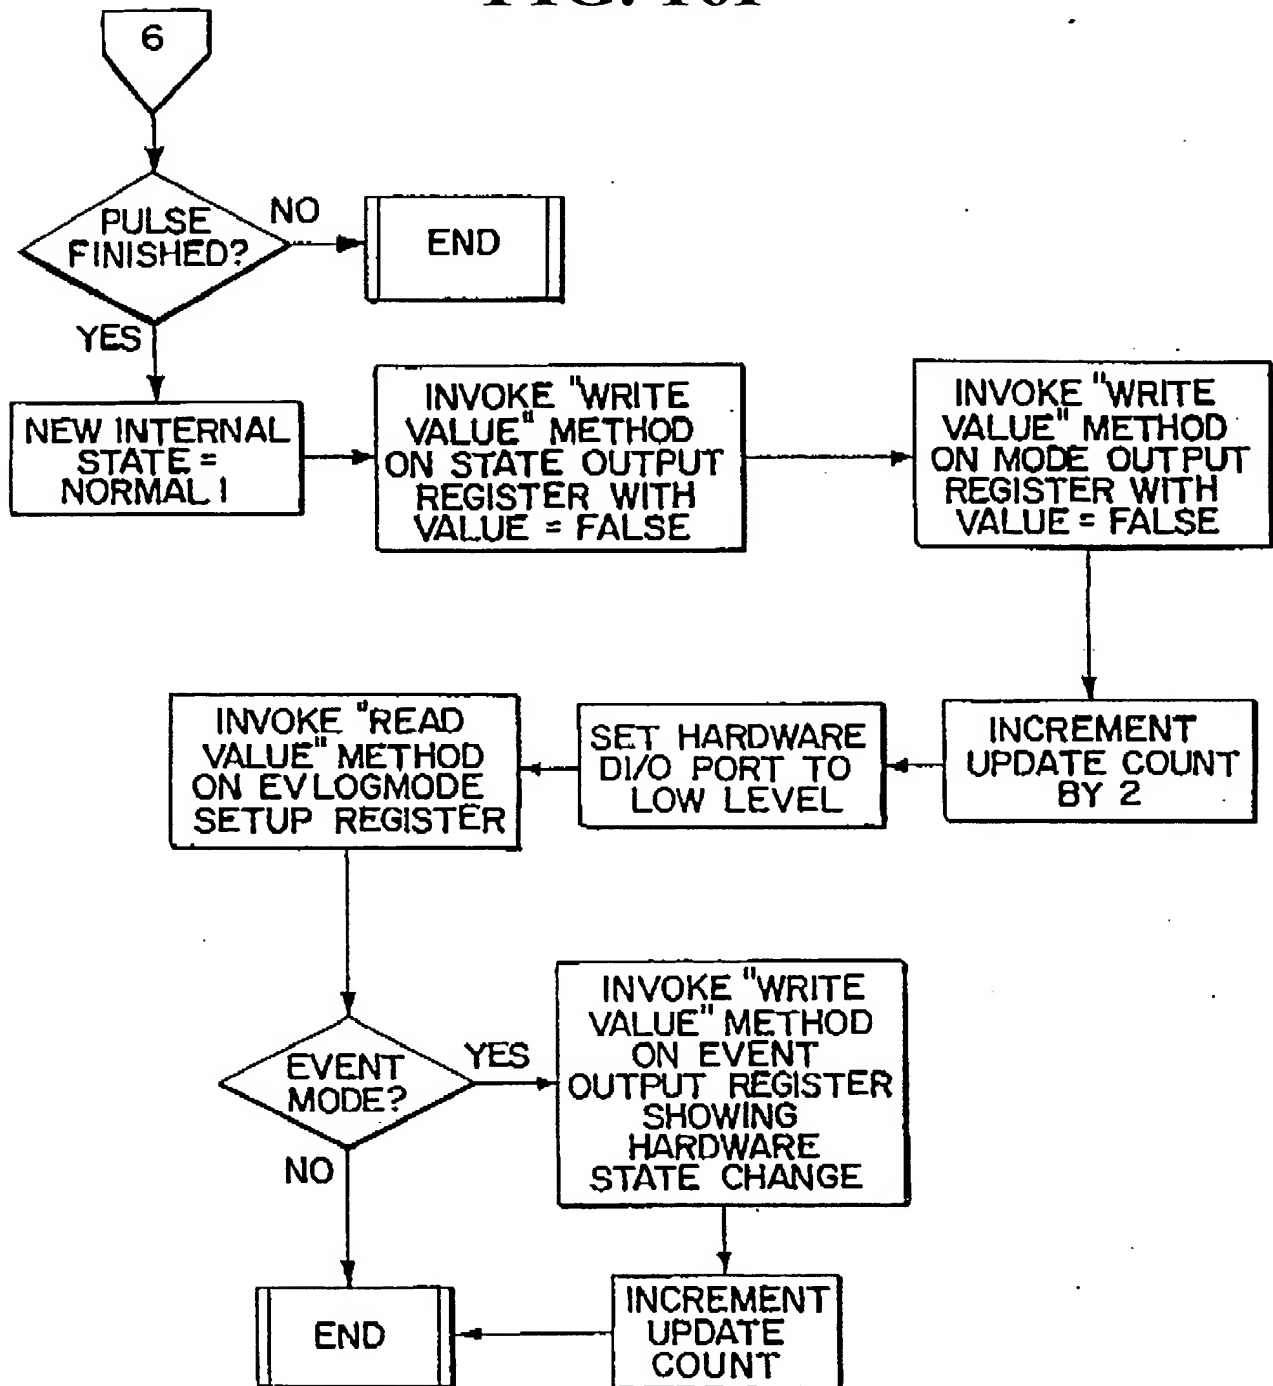 6
PULSE
FINISHED?
NO
END
YES
NEW INTERNAL
STATE =
NORMAL 1
INVOKE "WRITE
VALUE" METHOD
ON STATE OUTPUT
REGISTER WITH
VALUE = FALSE
INVOKE "WRITE
VALUE" METHOD
ON MODE OUTPUT
REGISTER WITH
VALUE = FALSE
INCREMENT
UPDATE COUNT
BY 2
SET HARDWARE
DI/O PORT TO
LOW LEVEL
INVOKE "READ
VALUE" METHOD
ON EVLOGMODE
SETUP REGISTER
EVENT
MODE?
YES
NO
INVOKE "WRITE
VALUE" METHOD
ON EVENT
OUTPUT REGISTER
SHOWING
HARDWARE
STATE CHANGE
INCREMENT
UPDATE
COUNT
END